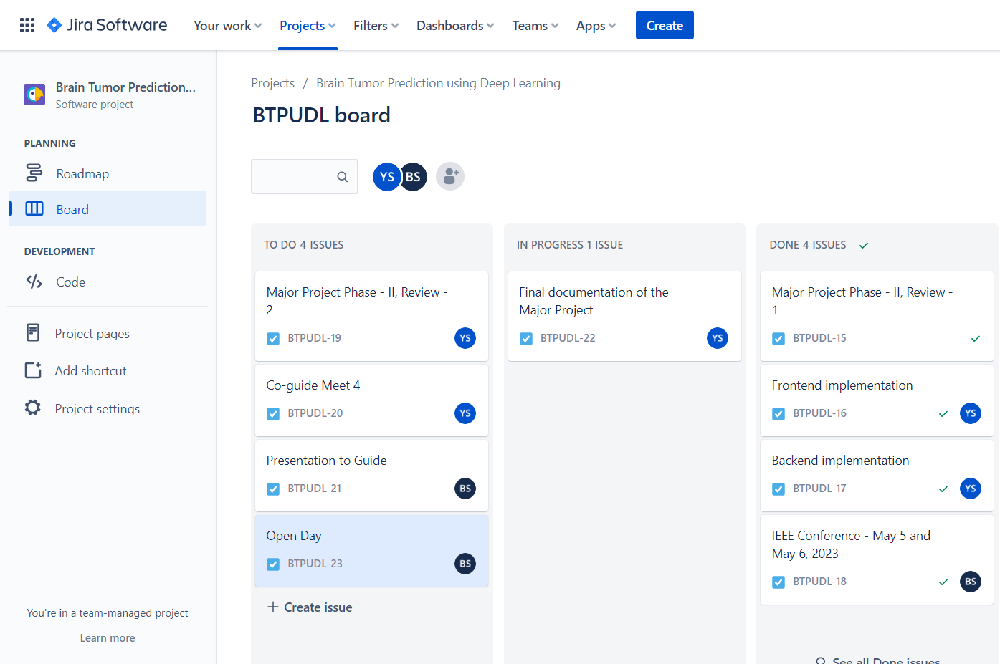 Jira Software
Your work
Projects
Filters
Dashboards
Teams
Apps
Create
Brain Tumor Prediction...
Software project
PLANNING
Roadmap
Board
DEVELOPMENT
Code
Project pages
Add shortcut
Project settings
You're in a team-managed project
Learn more
Projects / Brain Tumor Prediction using Deep Learning
BTPUDL board
YS BS
TO DO 4 ISSUES
Major Project Phase - II, Review -
2
BTPUDL-19 YS
Co-guide Meet 4
BTPUDL-20 YS
Presentation to Guide
BTPUDL-21 BS
Open Day
BTPUDL-23 BS
+ Create issue
IN PROGRESS 1 ISSUE
Final documentation of the
Major Project
BTPUDL-22 YS
DONE 4 ISSUES
Major Project Phase - II, Review -
1
BTPUDL-15
Frontend implementation
BTPUDL-16 YS
Backend implementation
BTPUDL-17 YS
IEEE Conference - May 5 and
May 6, 2023
BTPUDL-18 BS
See all Done issues